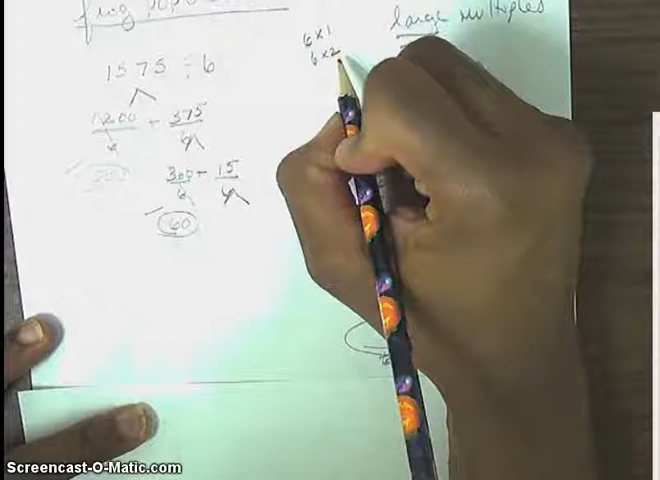 large multiples
6 x 1
6 x 2
1575 ÷ 6
1200 + 375
6 6
300 + 15
6 6
60
Screencast-O-Matic.com